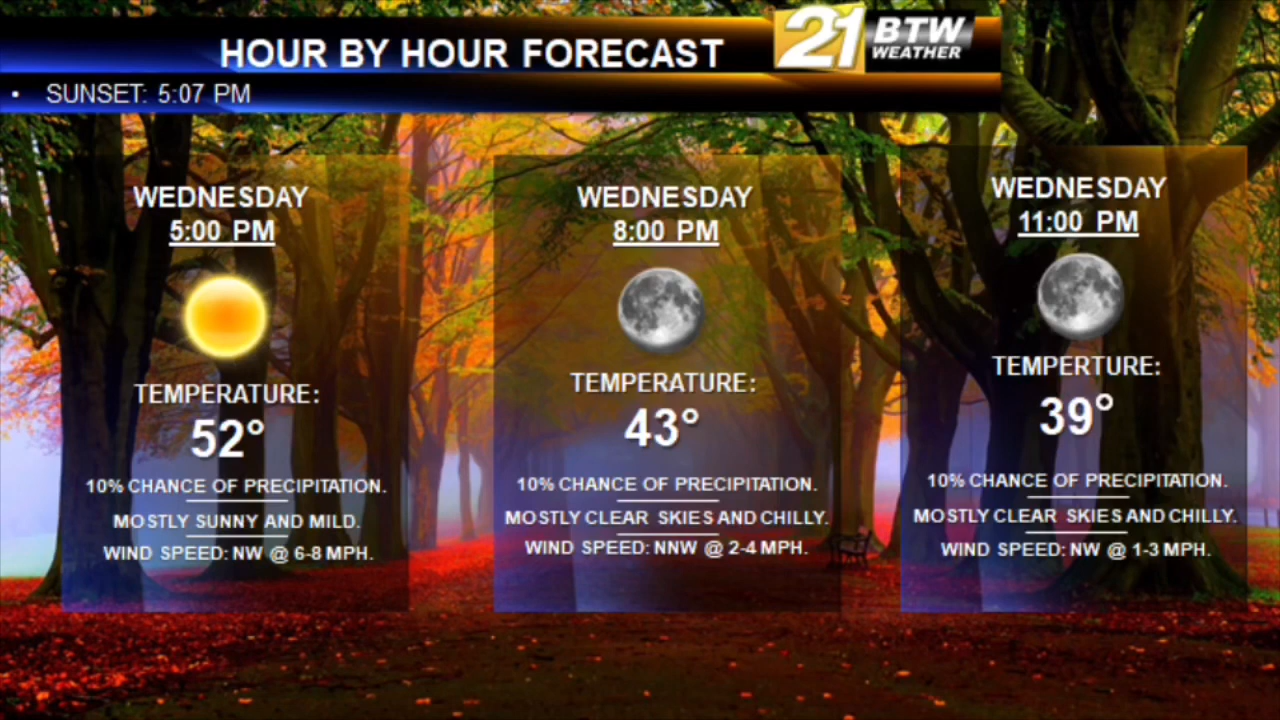 HOUR BY HOUR FORECAST
21 BTW
WEATHER
• SUNSET: 5:07 PM
WEDNESDAY
5:00 PM
TEMPERATURE:
52°
10% CHANCE OF PRECIPITATION.
MOSTLY SUNNY AND MILD.
WIND SPEED: NW @ 6-8 MPH.
WEDNESDAY
8:00 PM
TEMPERATURE:
43°
10% CHANCE OF PRECIPITATION.
MOSTLY CLEAR SKIES AND CHILLY.
WIND SPEED: NNW @ 2-4 MPH.
WEDNESDAY
11:00 PM
TEMPERTURE:
39°
10% CHANCE OF PRECIPITATION.
MOSTLY CLEAR SKIES AND CHILLY.
WIND SPEED: NW @ 1-3 MPH.